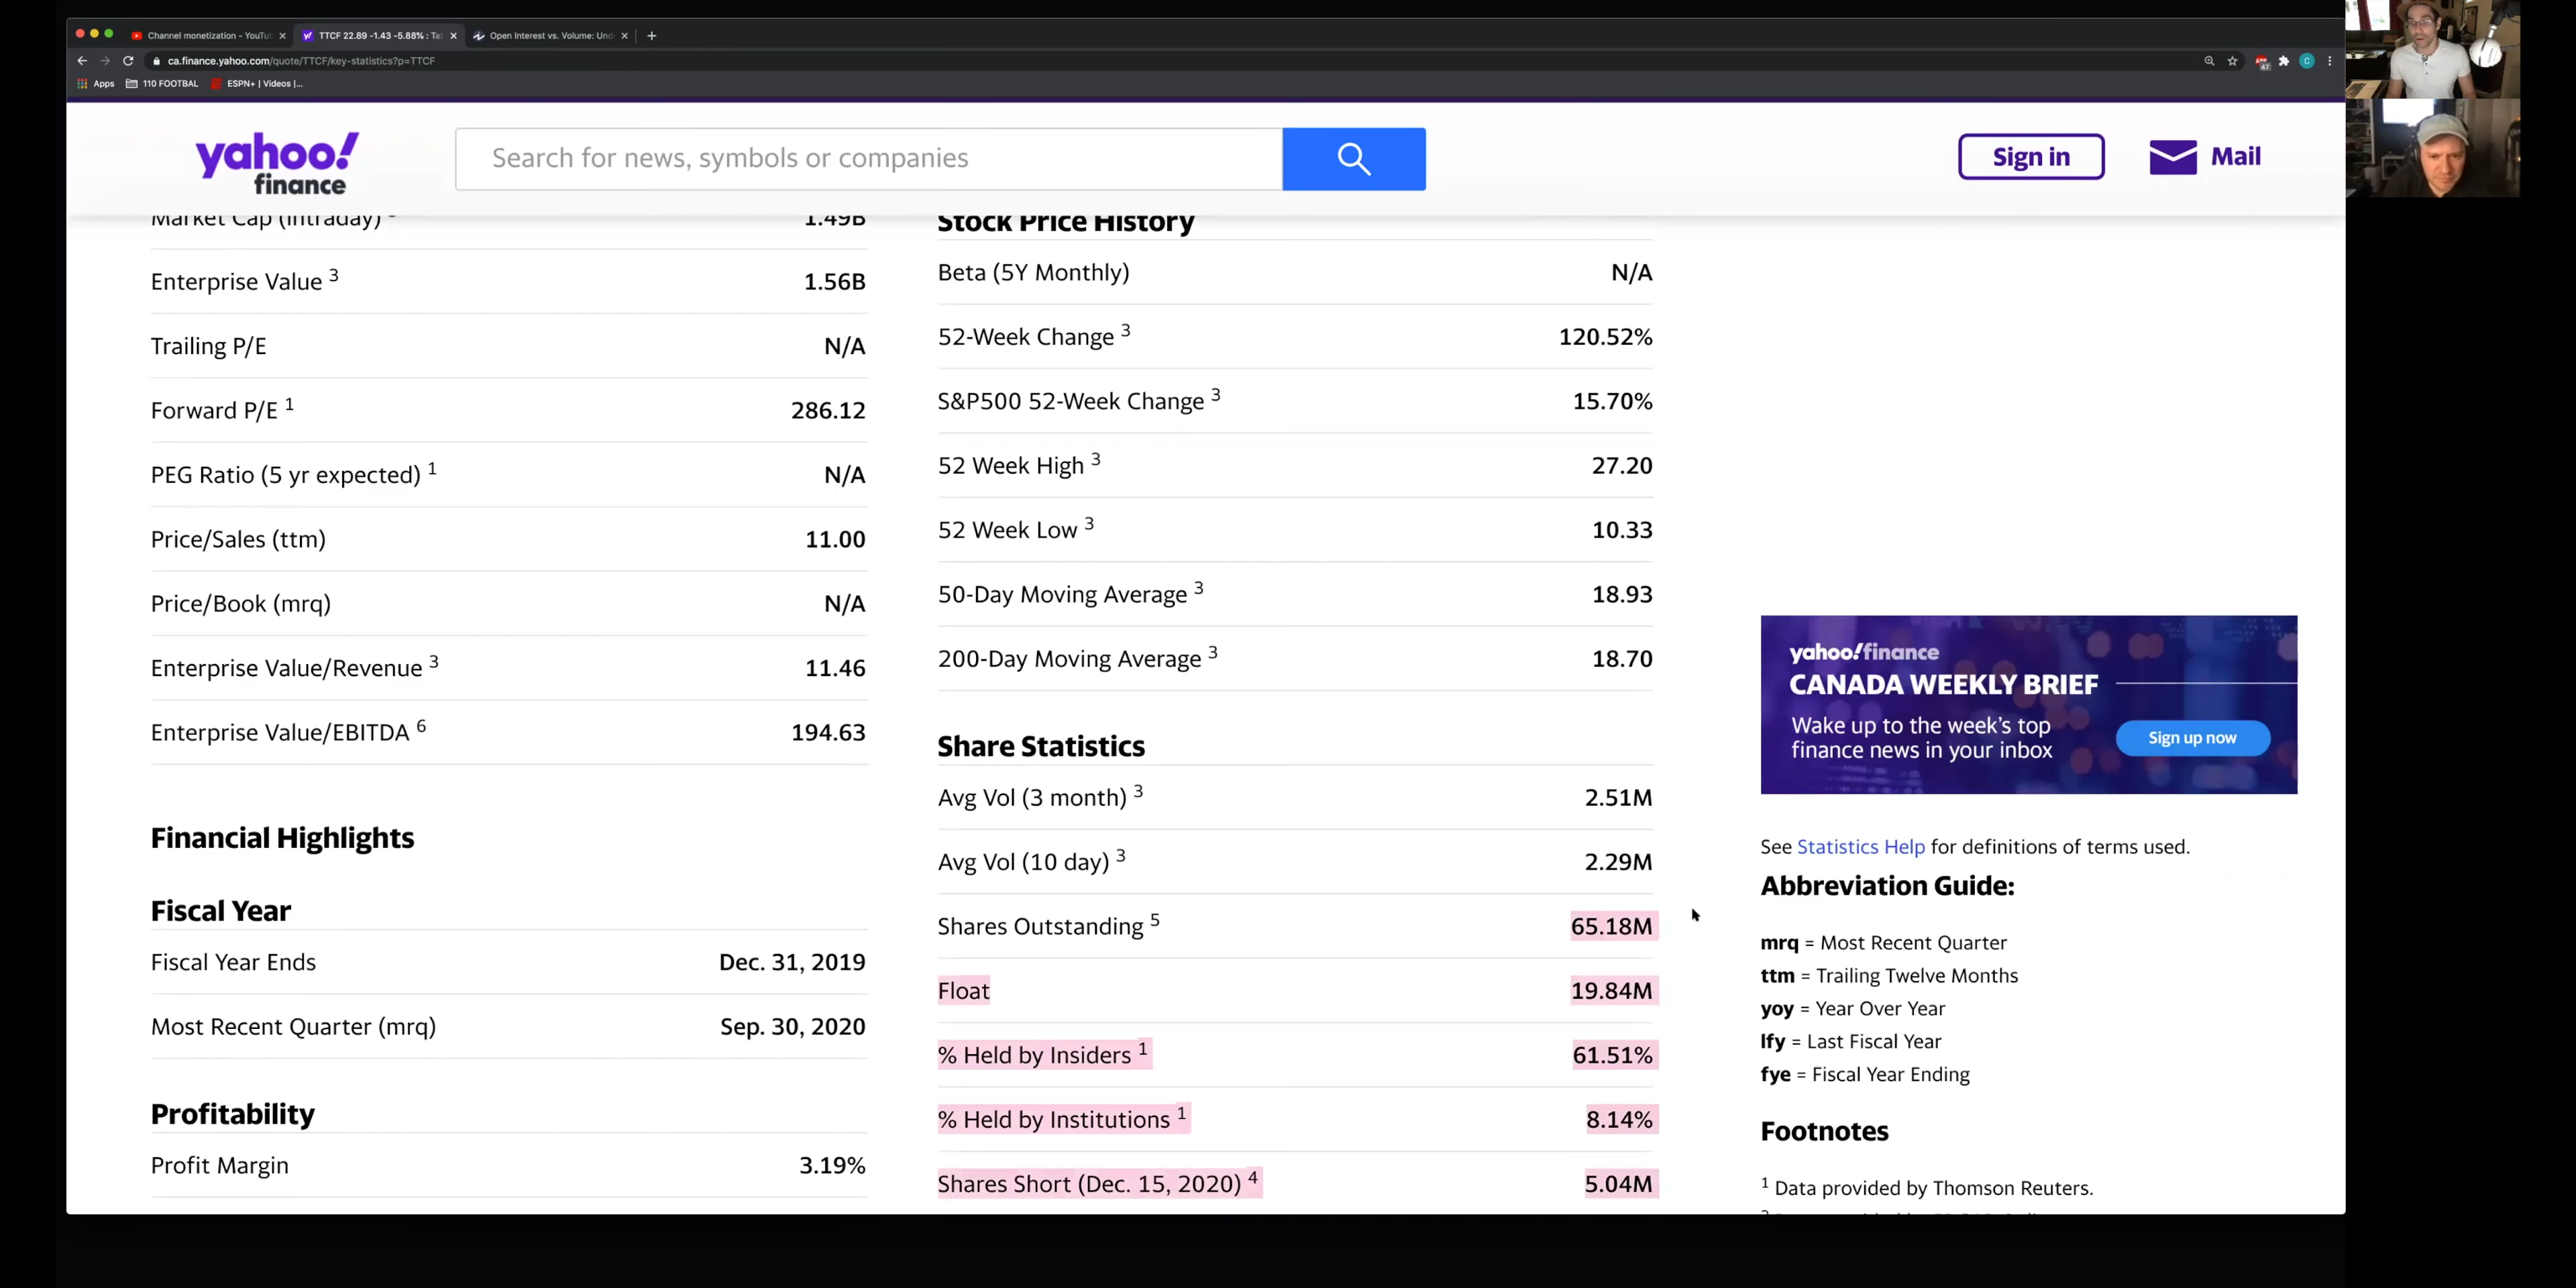 Channel monetization - YouTu
TTCF 22.89 -1.43 -5.88% : Ta
Open Interest vs. Volume: Und
ca.finance.yahoo.com/quote/TTCF/key-statistics?p=TTCF
Apps
110 FOOTBAL
ESPN+ | Videos |...
yahoo!
finance
Search for news, symbols or companies
Sign in
Mail
Market Cap (intraday)
1.49B
Enterprise Value 3
1.56B
Trailing P/E
N/A
Forward P/E 1
286.12
PEG Ratio (5 yr expected) 1
N/A
Price/Sales (ttm)
11.00
Price/Book (mrq)
N/A
Enterprise Value/Revenue 3
11.46
Enterprise Value/EBITDA 6
194.63
Financial Highlights
Fiscal Year
Fiscal Year Ends
Dec. 31, 2019
Most Recent Quarter (mrq)
Sep. 30, 2020
Profitability
Profit Margin
3.19%
Stock Price History
Beta (5Y Monthly)
N/A
52-Week Change 3
120.52%
S&P500 52-Week Change 3
15.70%
52 Week High 3
27.20
52 Week Low 3
10.33
50-Day Moving Average 3
18.93
200-Day Moving Average 3
18.70
Share Statistics
Avg Vol (3 month) 3
2.51M
Avg Vol (10 day) 3
2.29M
Shares Outstanding 5
65.18M
Float
19.84M
% Held by Insiders 1
61.51%
% Held by Institutions 1
8.14%
Shares Short (Dec. 15, 2020) 4
5.04M
yahoo!finance
CANADA WEEKLY BRIEF
Wake up to the week's top
finance news in your inbox
Sign up now
See Statistics Help for definitions of terms used.
Abbreviation Guide:
mrq = Most Recent Quarter
ttm = Trailing Twelve Months
yoy = Year Over Year
lfy = Last Fiscal Year
fye = Fiscal Year Ending
Footnotes
1 Data provided by Thomson Reuters.